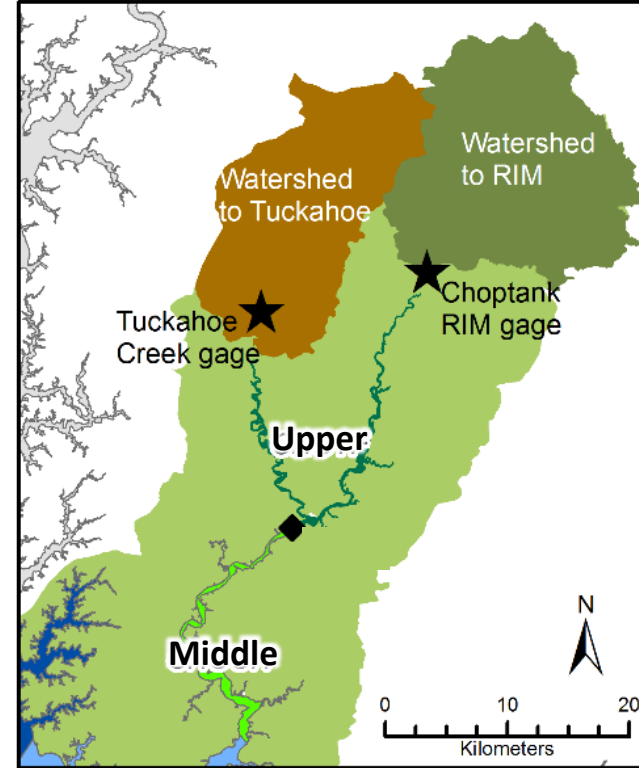 Watershed
to RIM
Watershed
to Tuckahoe
Choptank
RIM gage
Tuckahoe
Creek gage
Upper
Middle
N
0 10 20
Kilometers